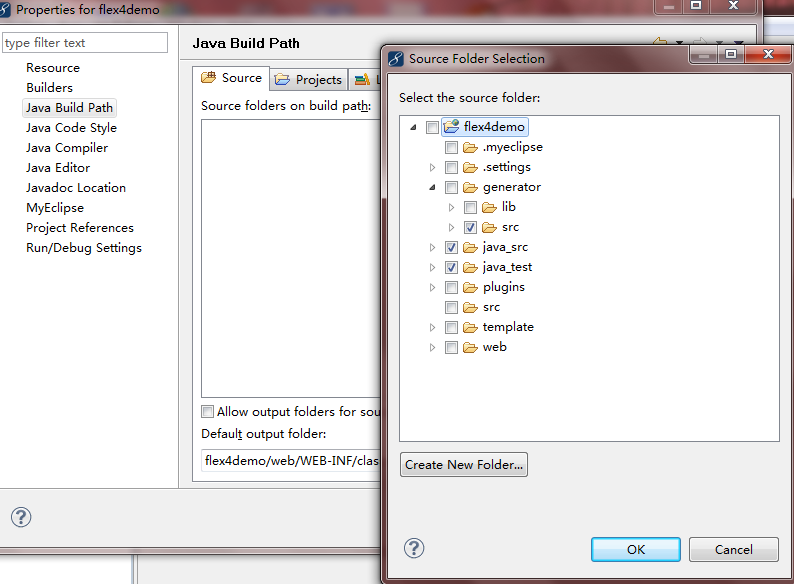 Properties for flex4demo
type filter text
Resource
Builders
Java Build Path
Java Code Style
Java Compiler
Java Editor
Javadoc Location
MyEclipse
Project References
Run/Debug Settings
Java Build Path
Source
Projects
Source folders on build path:
Allow output folders for sou
Default output folder:
flex4demo/web/WEB-INF/clas
Source Folder Selection
Select the source folder:
flex4demo
.myeclipse
.settings
generator
lib
src
java_src
java_test
plugins
src
template
web
Create New Folder...
OK
Cancel